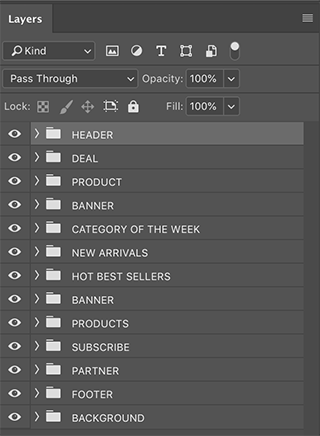 Layers
Kind
Pass Through Opacity: 100%
Lock: Fill: 100%
HEADER
DEAL
PRODUCT
BANNER
CATEGORY OF THE WEEK
NEW ARRIVALS
HOT BEST SELLERS
BANNER
PRODUCTS
SUBSCRIBE
PARTNER
FOOTER
BACKGROUND